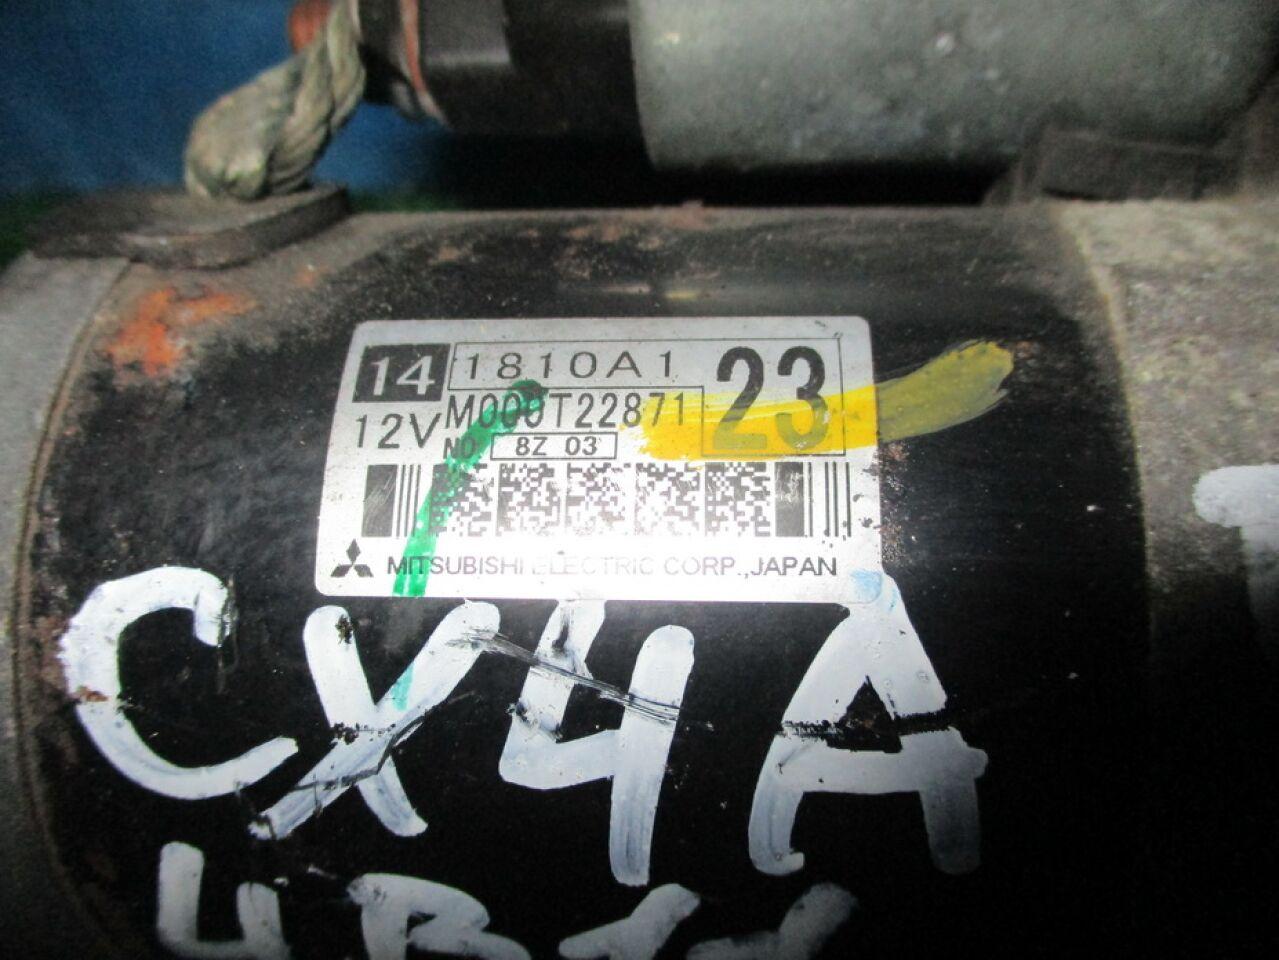 14 1810A1 23
12V M000T22871
NO. 8Z 03
MITSUBISHI ELECTRIC CORP.,JAPAN
CX4A